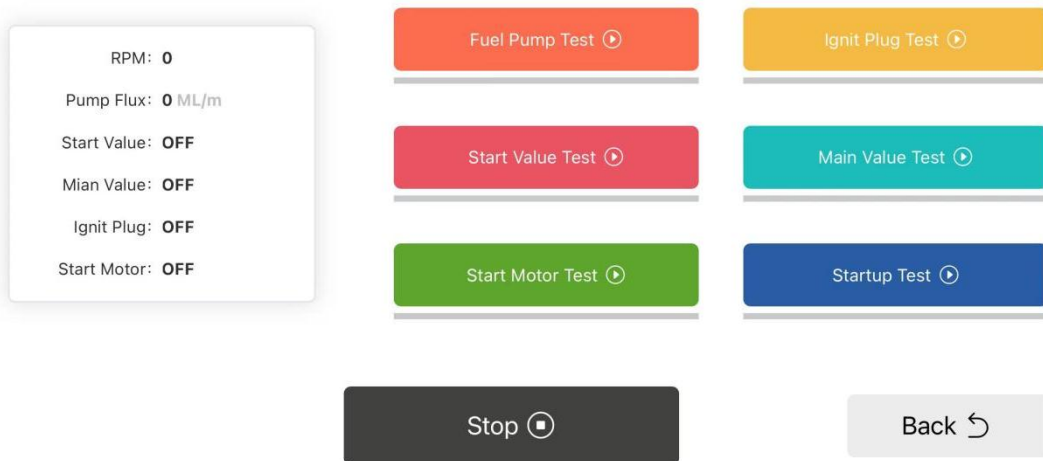 RPM: 0
Pump Flux: 0 ML/m
Start Value: OFF
Mian Value: OFF
Ignit Plug: OFF
Start Motor: OFF
Fuel Pump Test
Ignit Plug Test
Start Value Test
Main Value Test
Start Motor Test
Startup Test
Stop
Back